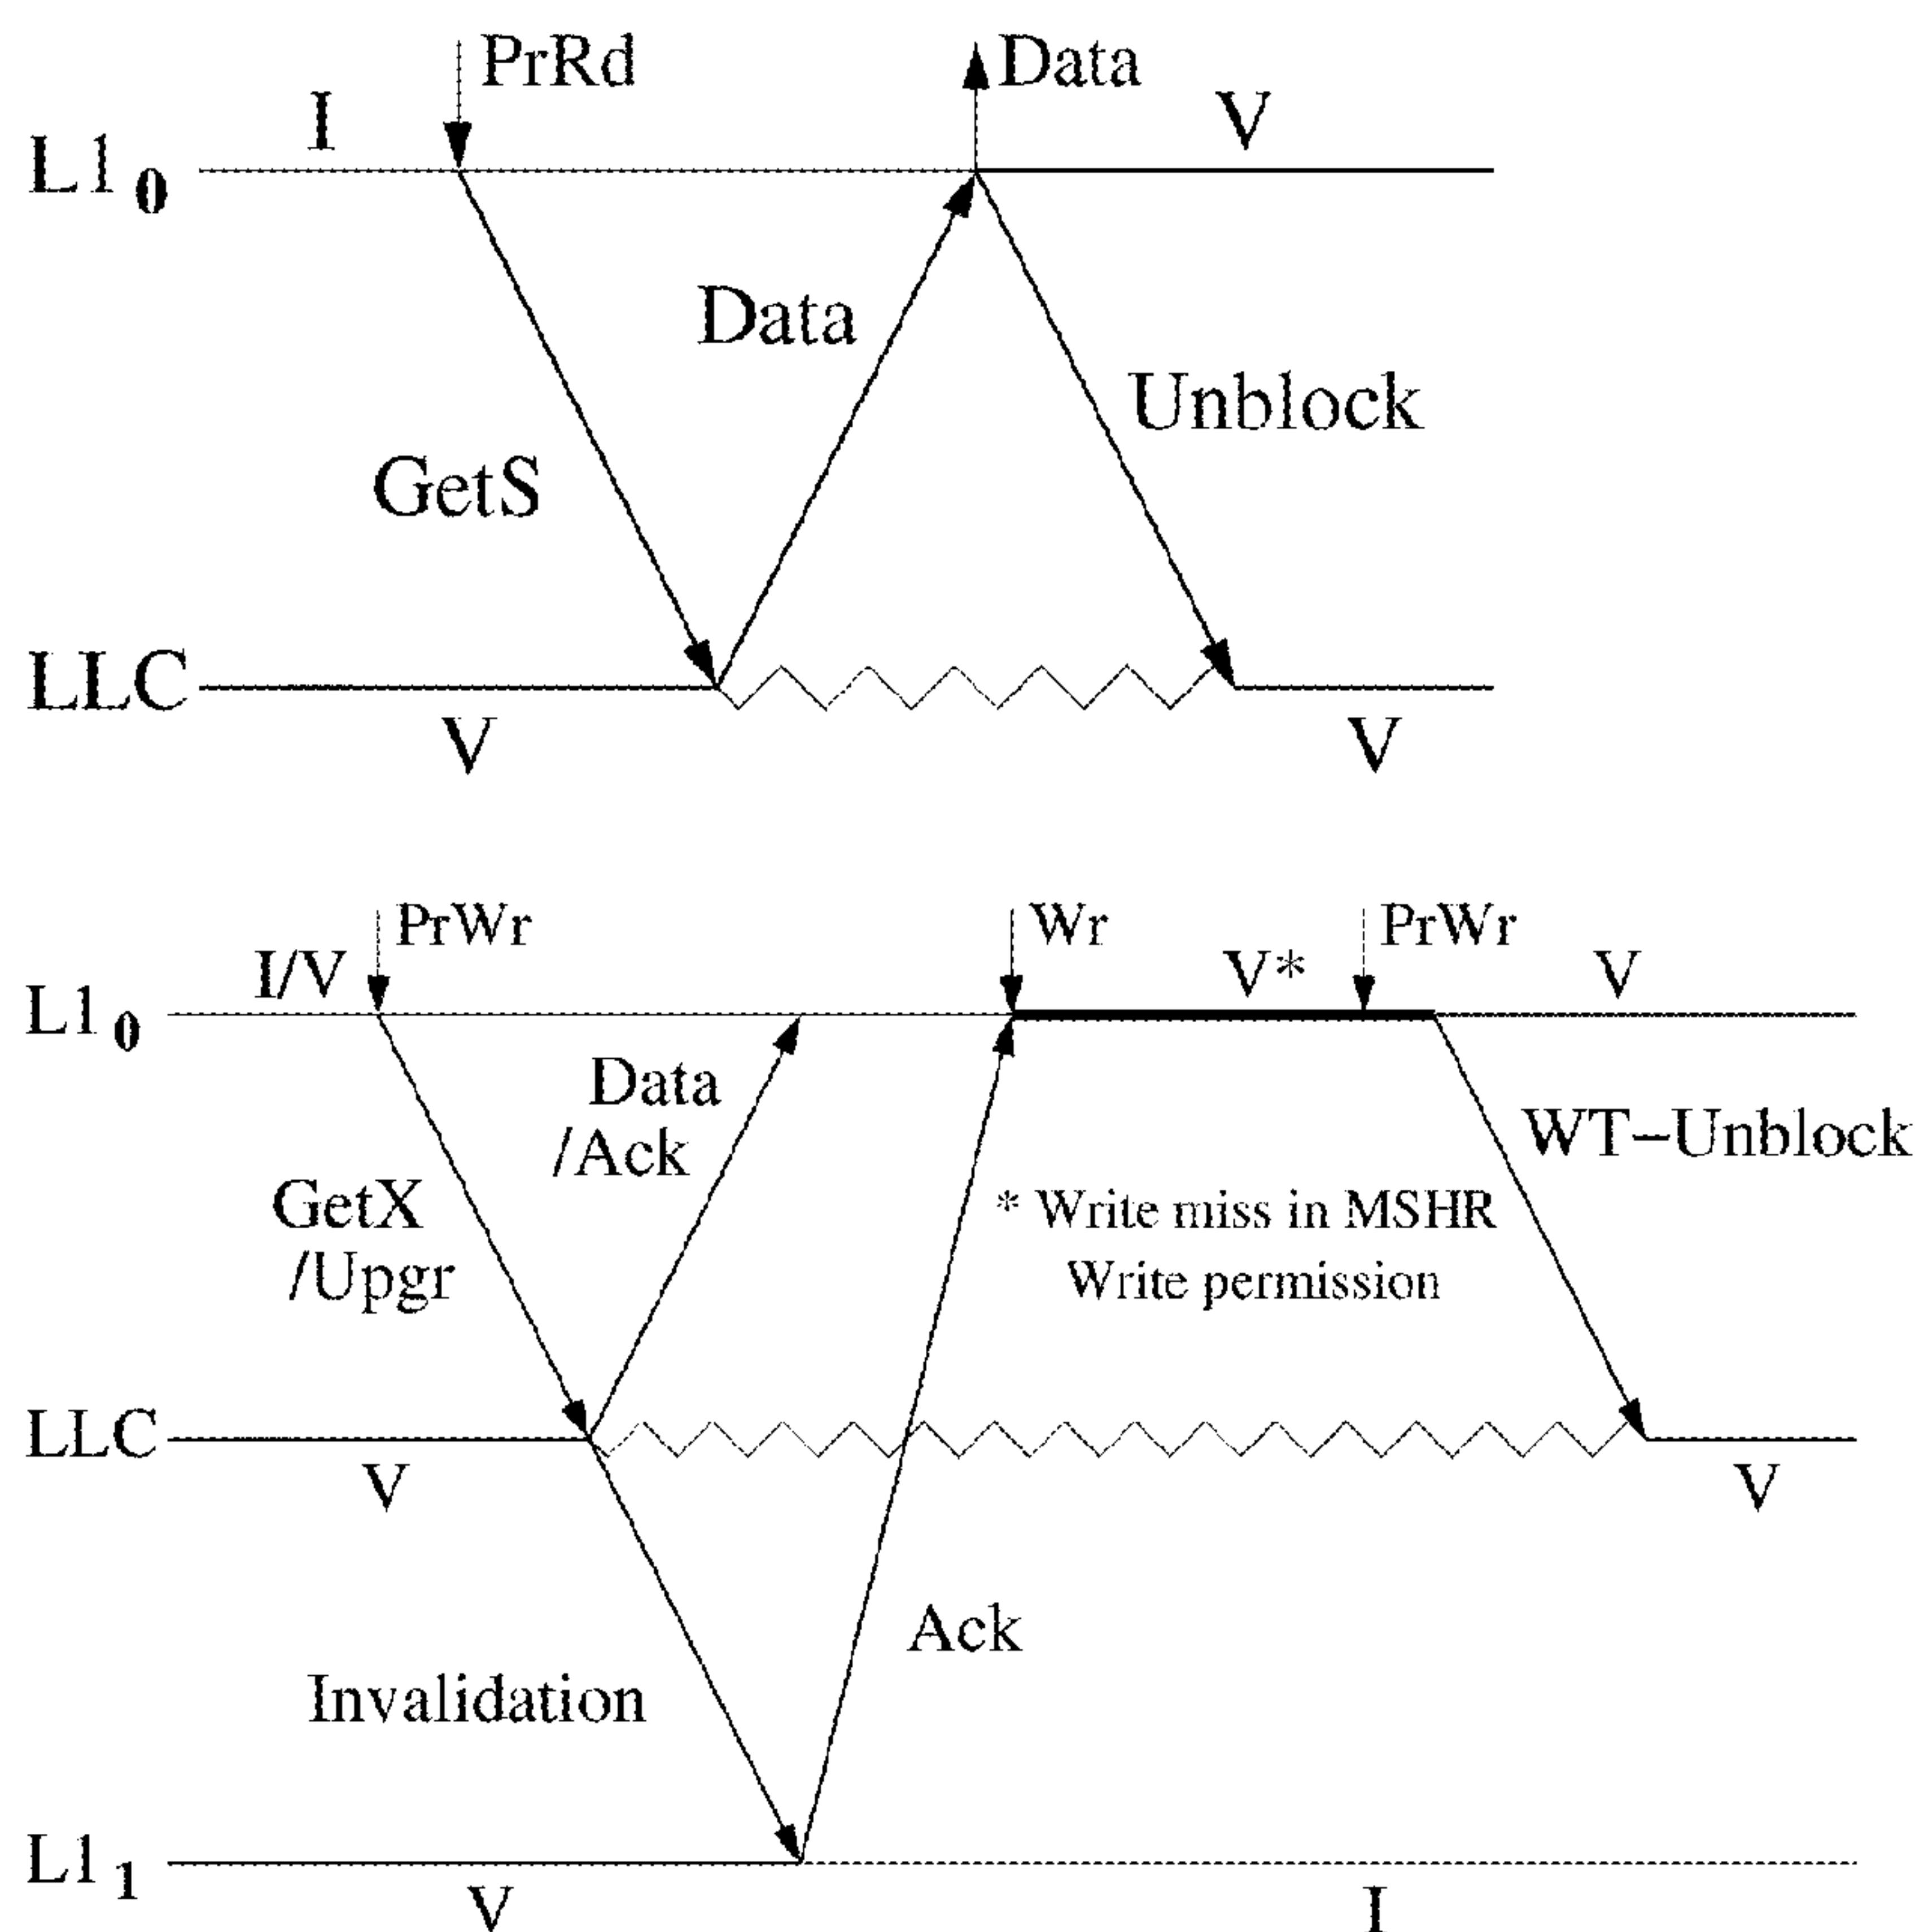 PrRd
Data
I
V
L1 0
Data
Unblock
GetS
LLC
V
V
PrWr
Wr
PrWr
I/V
V*
V
L1 0
Data
/Ack
WT-Unblock
GetX
/Upgr
* Write miss in MSHR
Write permission
LLC
V
V
Ack
Invalidation
L1 1
V
I